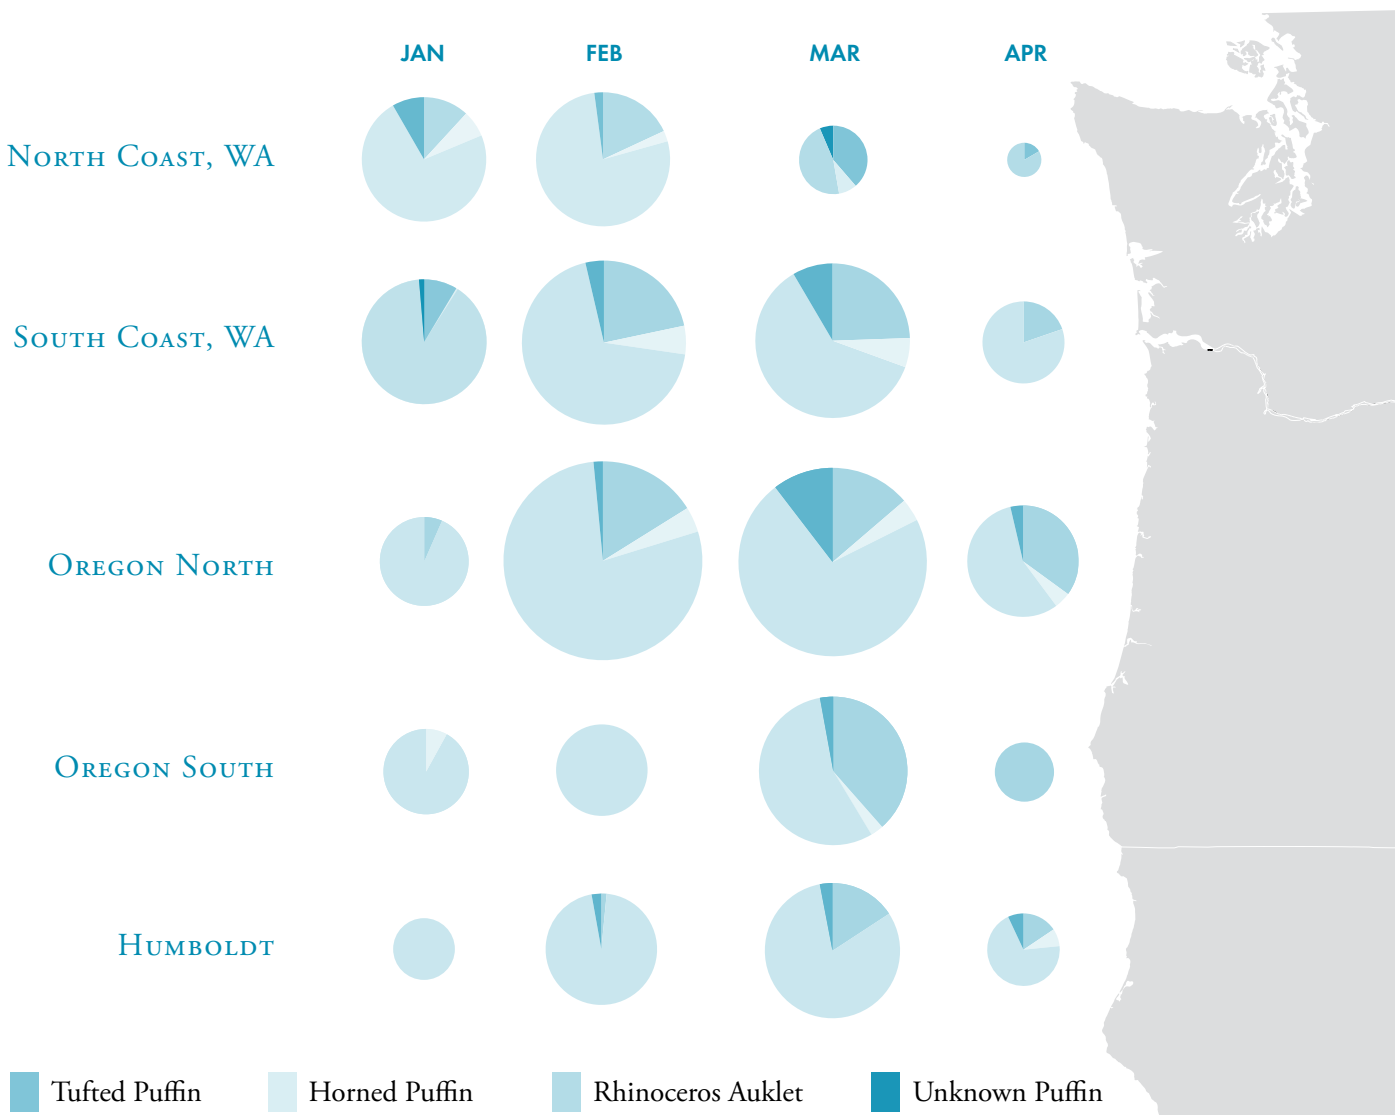 JAN FEB MAR APR
North Coast, WA
South Coast, WA
Oregon North
Oregon South
Humboldt
Tufted Puffin Horned Puffin Rhinoceros Auklet Unknown Puffin